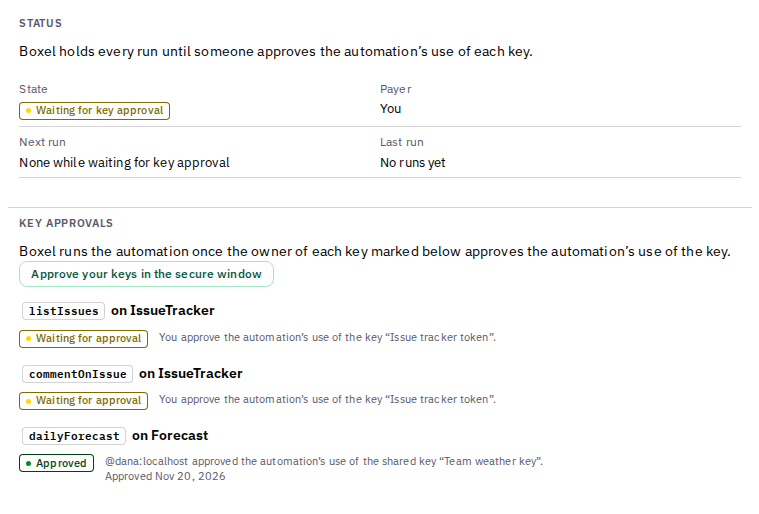 STATUS
Boxel holds every run until someone approves the automation's use of each key.
State
Payer
Waiting for key approval
You
Next run
Last run
None while waiting for key approval
No runs yet
KEY APPROVALS
Boxel runs the automation once the owner of each key marked below approves the automation's use of the key.
Approve your keys in the secure window
listIssues on IssueTracker
Waiting for approval You approve the automation's use of the key “Issue tracker token”.
commentOnIssue on IssueTracker
Waiting for approval You approve the automation's use of the key “Issue tracker token”.
dailyForecast on Forecast
Approved @dana:localhost approved the automation's use of the shared key “Team weather key”.
Approved Nov 20, 2026